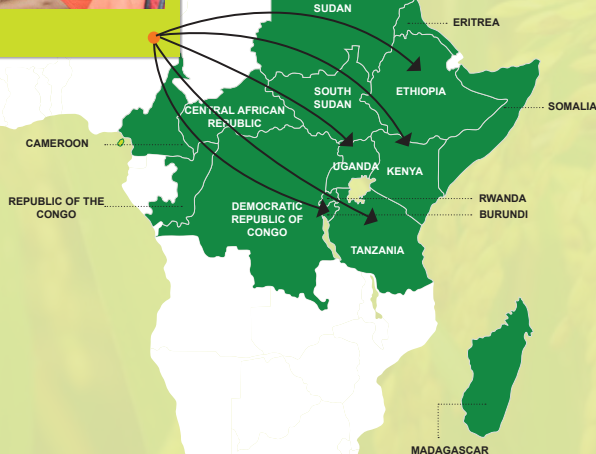 SUDAN
ERITREA
ETHIOPIA
SOUTH
SUDAN
SOMALIA
CENTRAL AFRICAN
REPUBLIC
CAMEROON
UGANDA
KENYA
REPUBLIC OF THE
CONGO
RWANDA
BURUNDI
DEMOCRATIC
REPUBLIC OF
CONGO
TANZANIA
MADAGASCAR